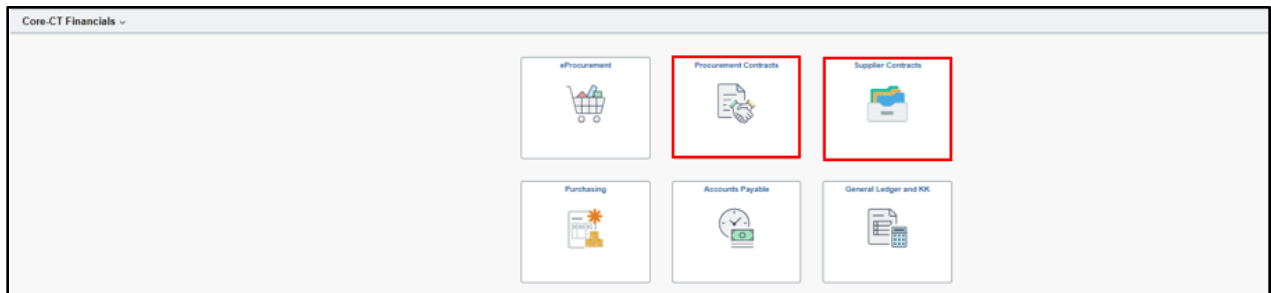 Core-CT Financials
eProcurement
Procurement Contracts
Supplier Contracts
Purchasing
Accounts Payable
General Ledger and KK